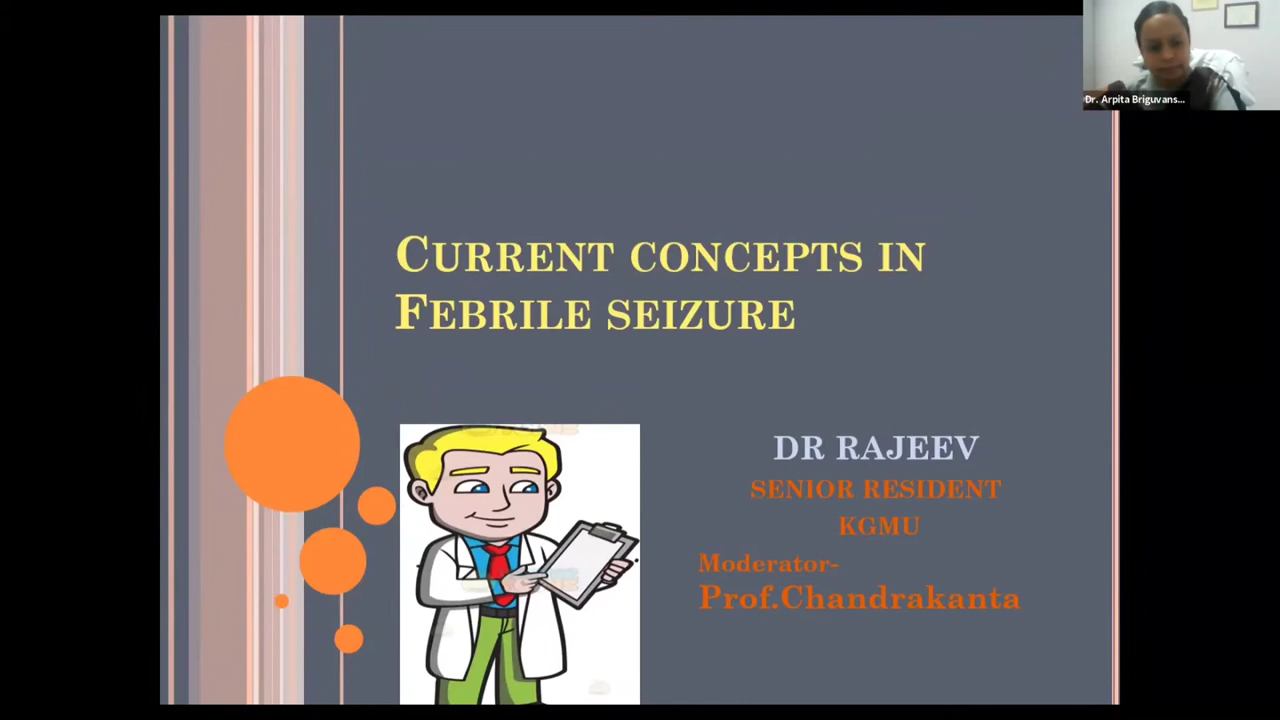 Dr. Arpita Briguvans...
CURRENT CONCEPTS IN
FEBRILE SEIZURE
DR RAJEEV
SENIOR RESIDENT
KGMU
Moderator-
Prof.Chandrakanta